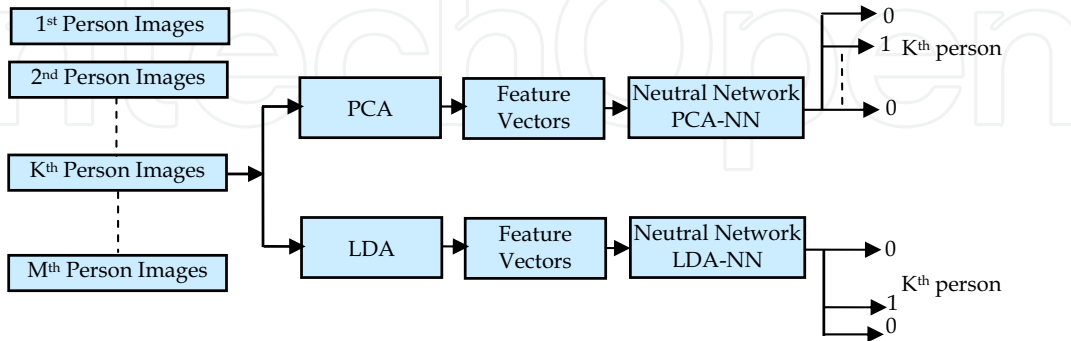 1st Person Images
2nd Person Images
Kth Person Images
Mth Person Images
PCA
Feature
Vectors
Neutral Network
PCA-NN
0
1 Kth person
0
LDA
Feature
Vectors
Neutral Network
LDA-NN
0
Kth person
1
0
IntechOpen